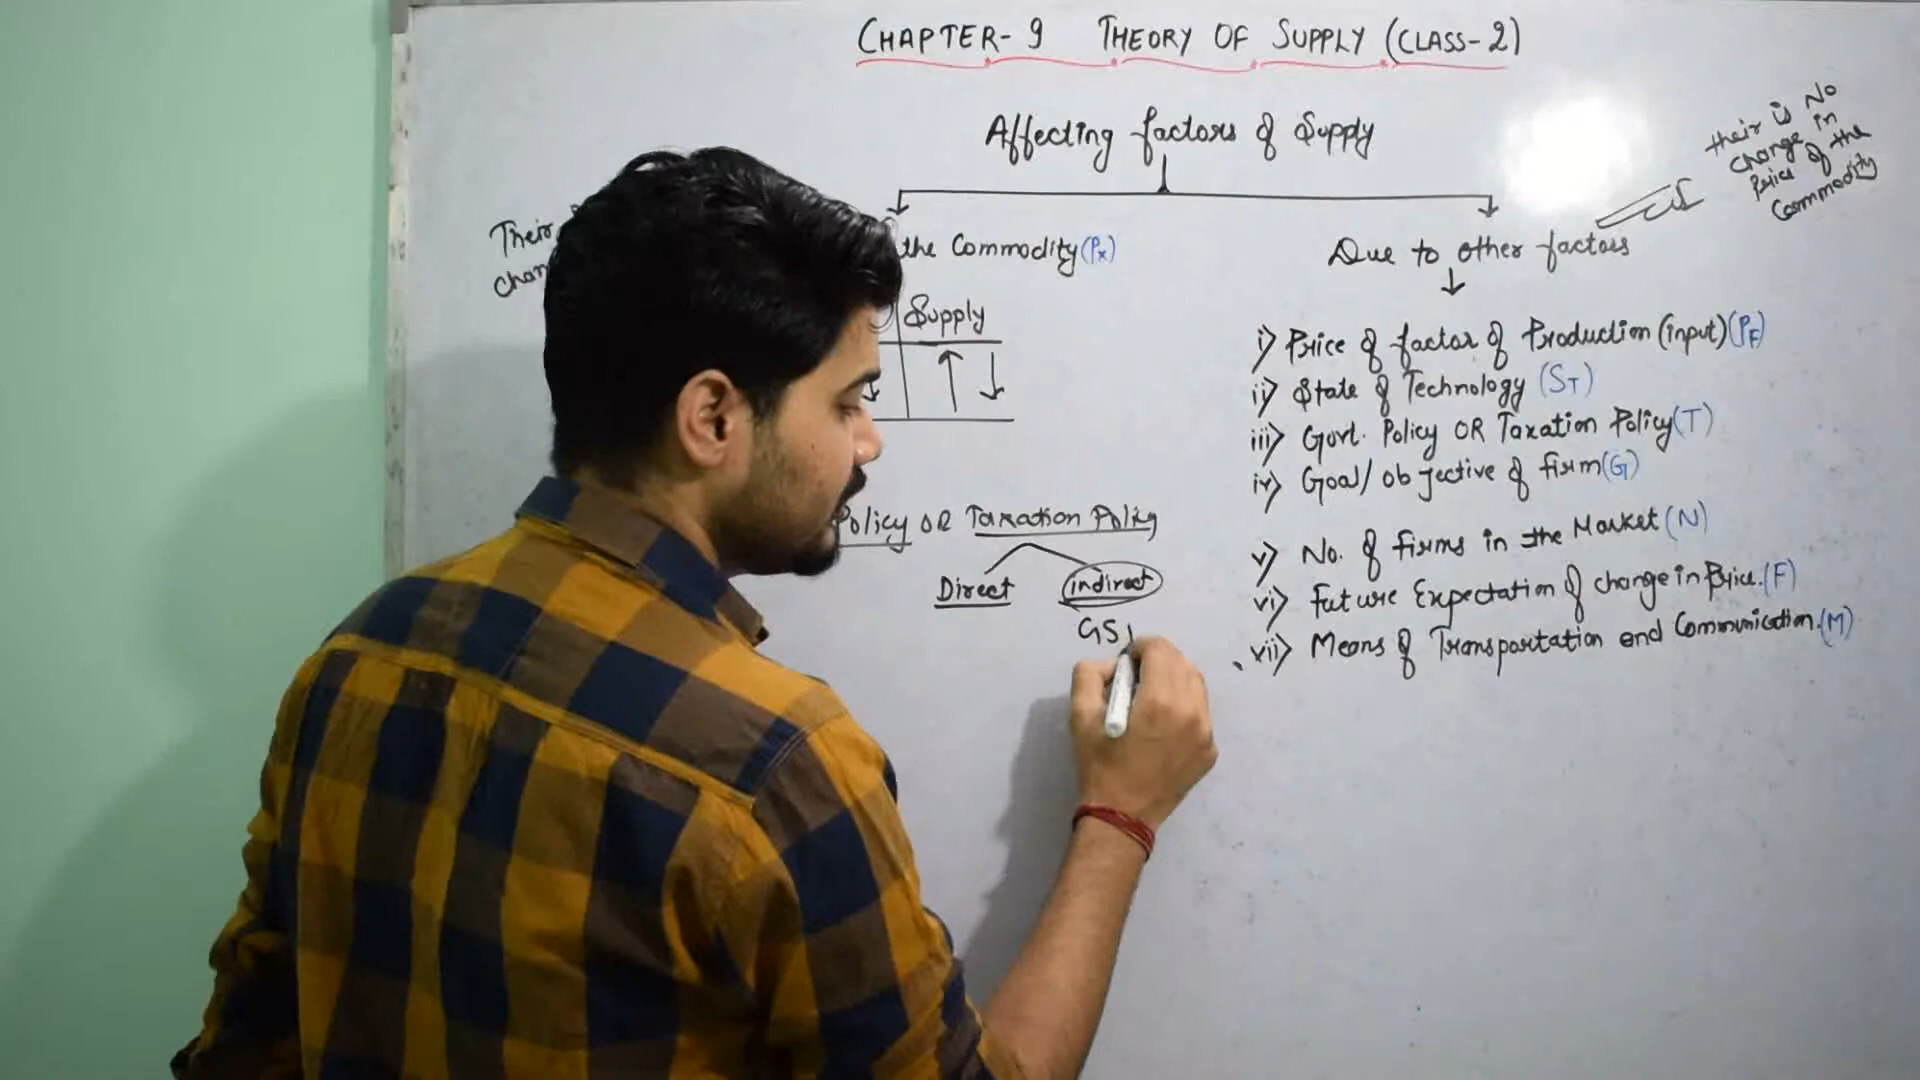 CHAPTER-9 THEORY OF SUPPLY (CLASS-2)
Affecting factors of Supply
their is No
change in
Price of the
Commodity
Their
chan
the Commodity (Px)
Supply
Due to other factors
i) Price of factor of Production (input) (PF)
ii) State of Technology (ST)
iii) Govt. Policy OR Taxation Policy (T)
iv) Goal/objective of firm (G)
v) No. of firms in the Market (N)
vi) Future Expectation of change in Price. (F)
vii) Means of Transportation and Communication. (M)
Policy OR Taxation Policy
Direct indirect
GS